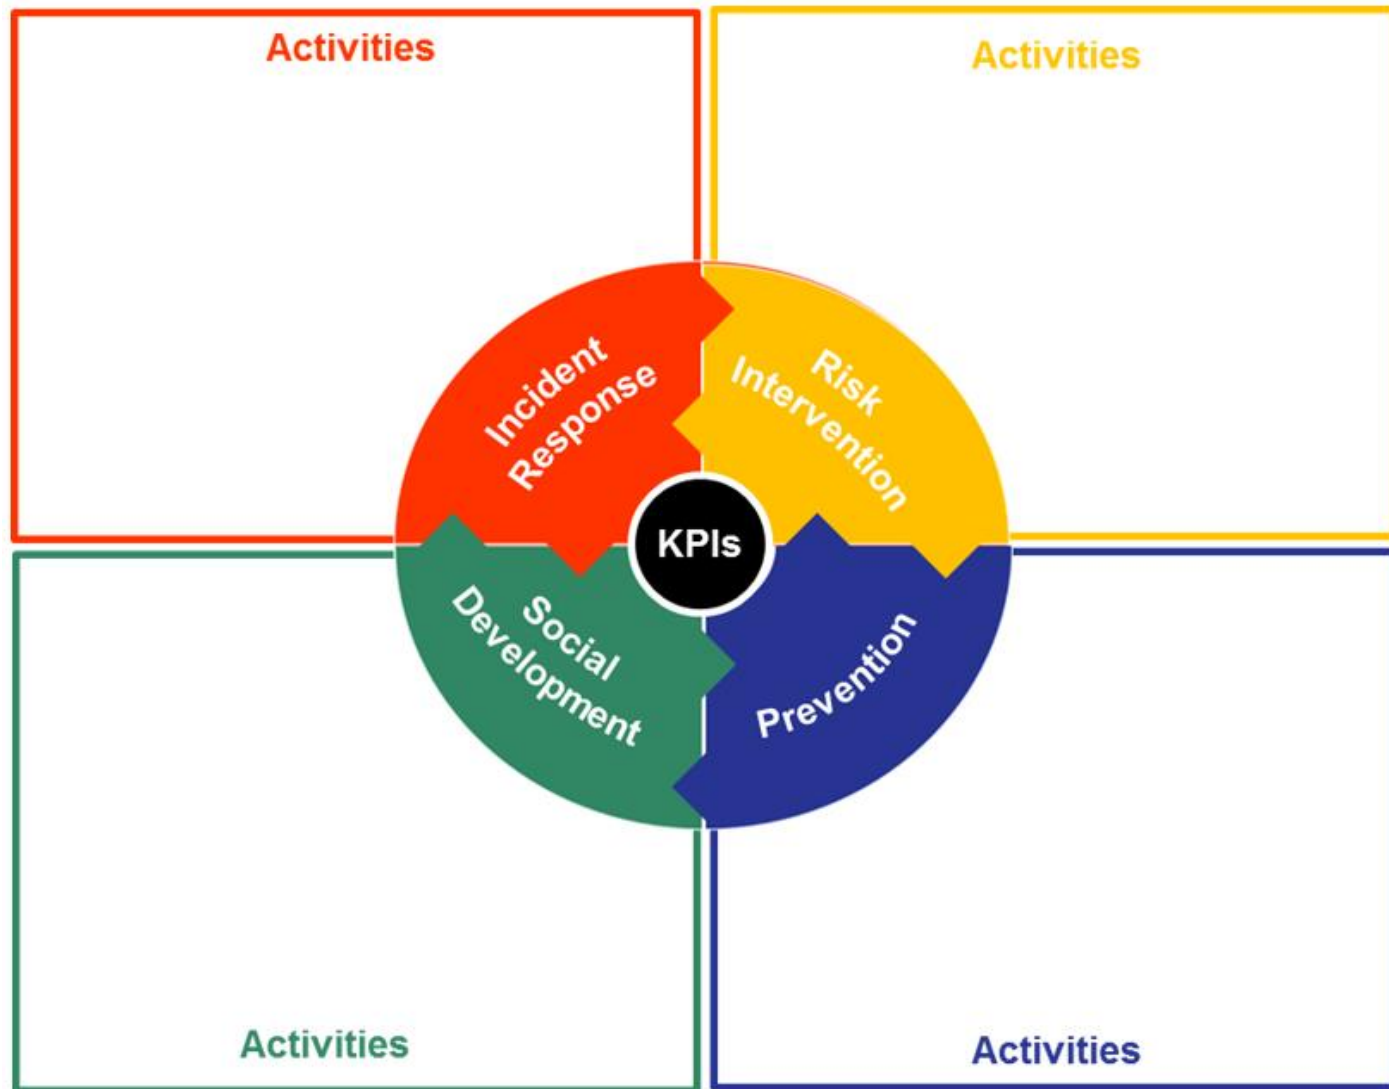 Activities
Activities
Incident
Response
Risk
Intervention
KPIs
Social
Development
Prevention
Activities
Activities